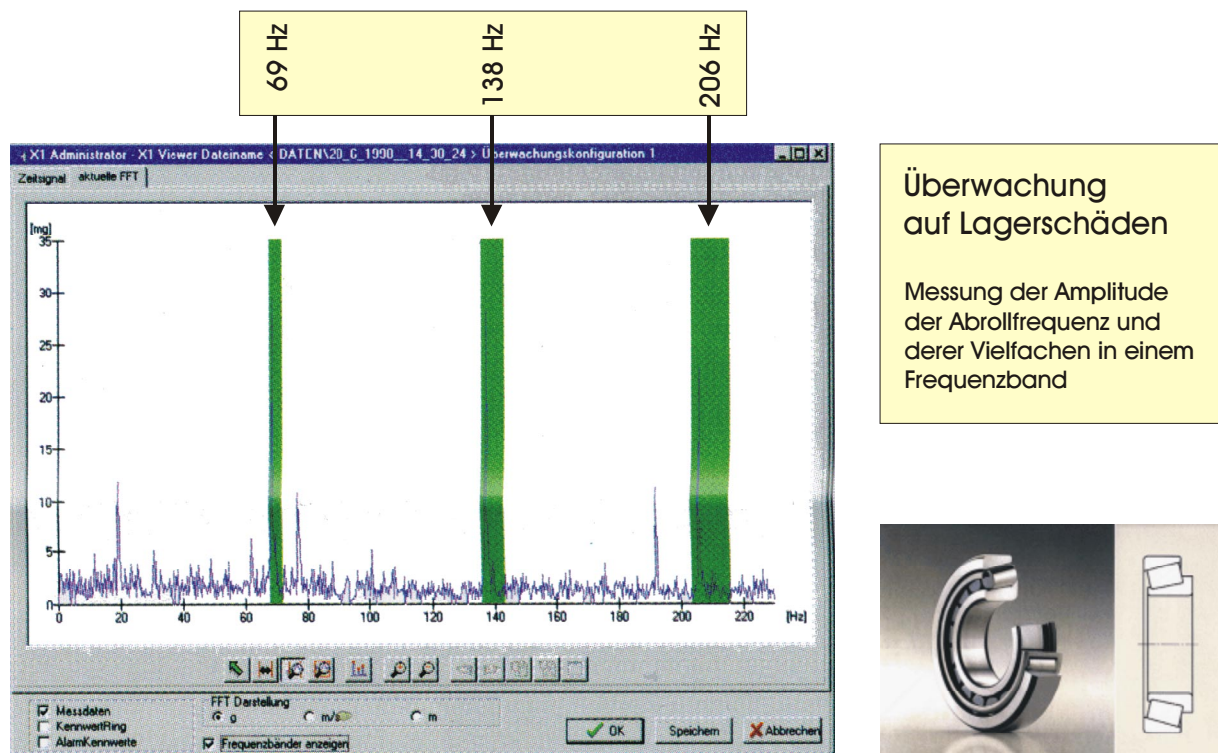 69 Hz
138 Hz
206 Hz
X1 Administrator - X1 Viewer Dateiname < DATEN\20_6_1990__14_30_24 > Überwachungskonfiguration 1
Zeitsignal aktuelle FFT
[mg]
35
30
25
20
15
10
5
0
0 20 40 60 80 100 120 140 160 180 200 220 [Hz]
Messdaten
KennwertRing
AlarmKennwerte
FFT Darstellung
g m/s m
Frequenzbänder anzeigen
OK Speichern Abbrechen
Überwachung
auf Lagerschäden
Messung der Amplitude
der Abrollfrequenz und
derer Vielfachen in einem
Frequenzband